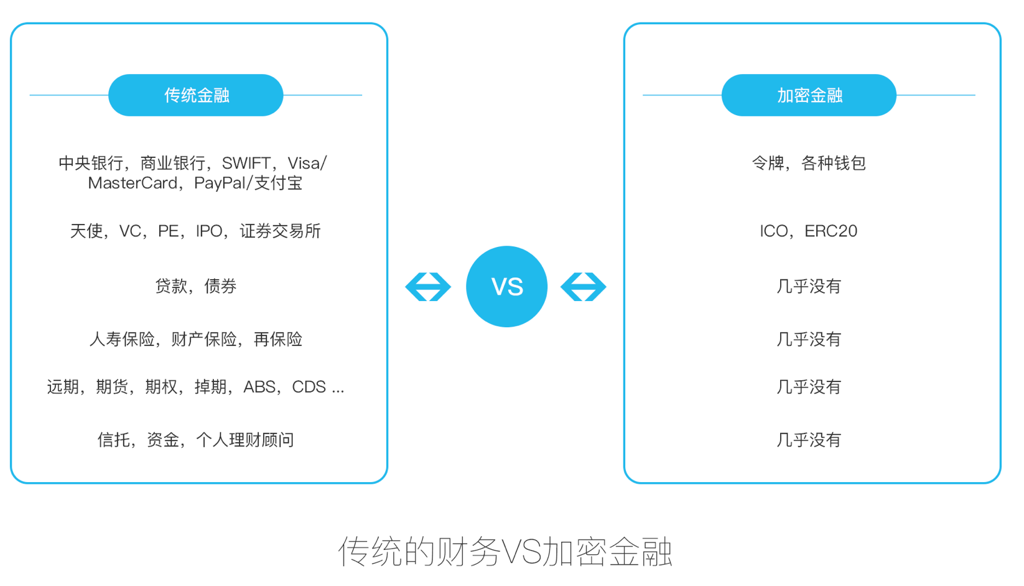 传统金融
中央银行，商业银行，SWIFT，Visa/
MasterCard，PayPal/支付宝
天使，VC，PE，IPO，证券交易所
贷款，债券
人寿保险，财产保险，再保险
远期，期货，期权，掉期，ABS，CDS ...
信托，资金，个人理财顾问
VS
加密金融
令牌，各种钱包
ICO，ERC20
几乎没有
几乎没有
几乎没有
几乎没有
传统的财务VS加密金融